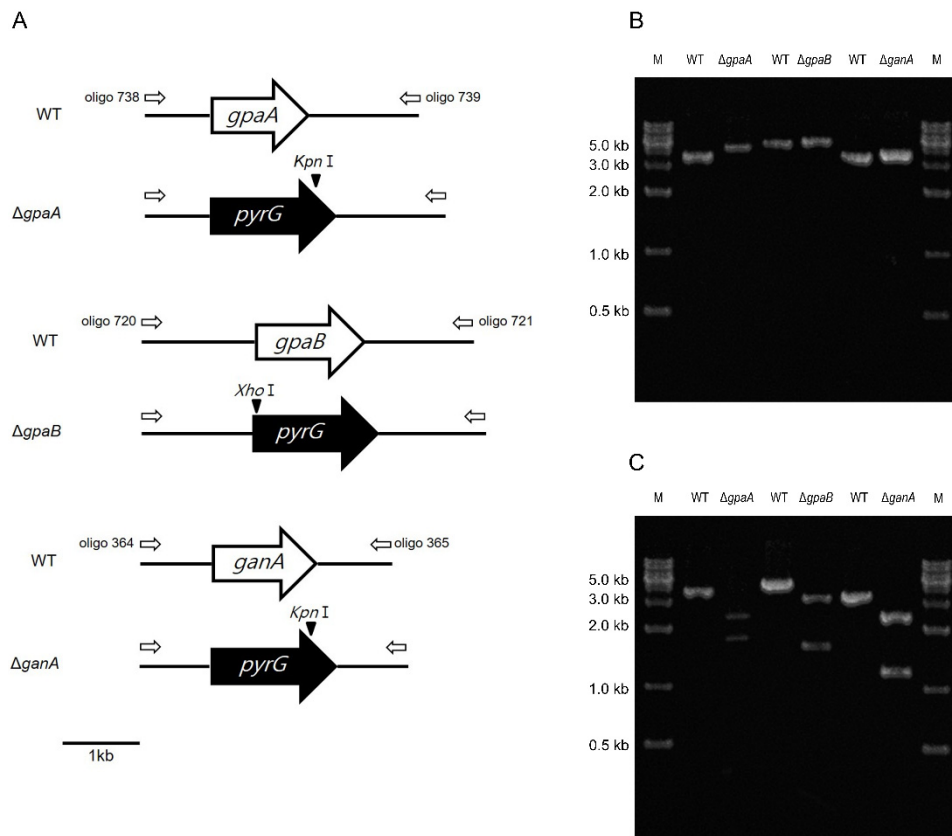 A
oligo 738
oligo 739
WT
gpaA
Kpn I
ΔgpaA
pyrG
oligo 720
oligo 721
WT
gpaB
Xho I
ΔgpaB
pyrG
oligo 364
oligo 365
WT
ganA
Kpn I
ΔganA
pyrG
1kb
B
M WT ΔgpaA WT ΔgpaB WT ΔganA M
5.0 kb
3.0 kb
2.0 kb
1.0 kb
0.5 kb
C
M WT ΔgpaA WT ΔgpaB WT ΔganA M
5.0 kb
3.0 kb
2.0 kb
1.0 kb
0.5 kb